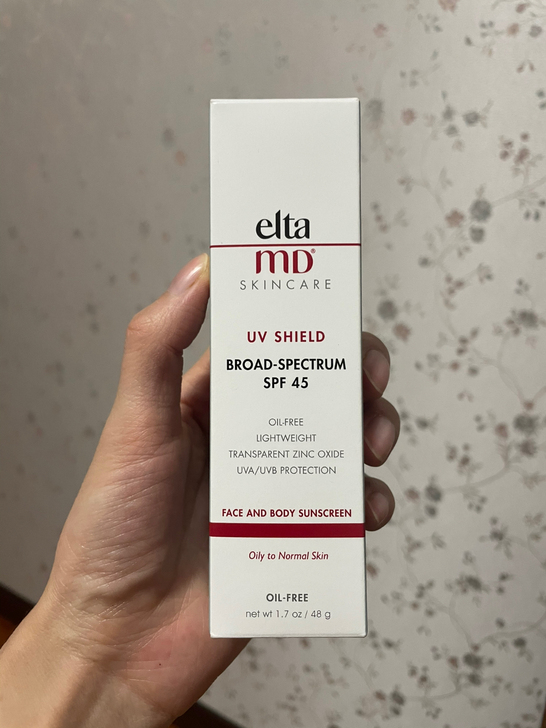 elta
MD®
SKINCARE
UV SHIELD
BROAD-SPECTRUM
SPF 45
OIL-FREE
LIGHTWEIGHT
TRANSPARENT ZINC OXIDE
UVA/UVB PROTECTION
FACE AND BODY SUNSCREEN
Oily to Normal Skin
OIL-FREE
net wt 1.7 oz / 48 g